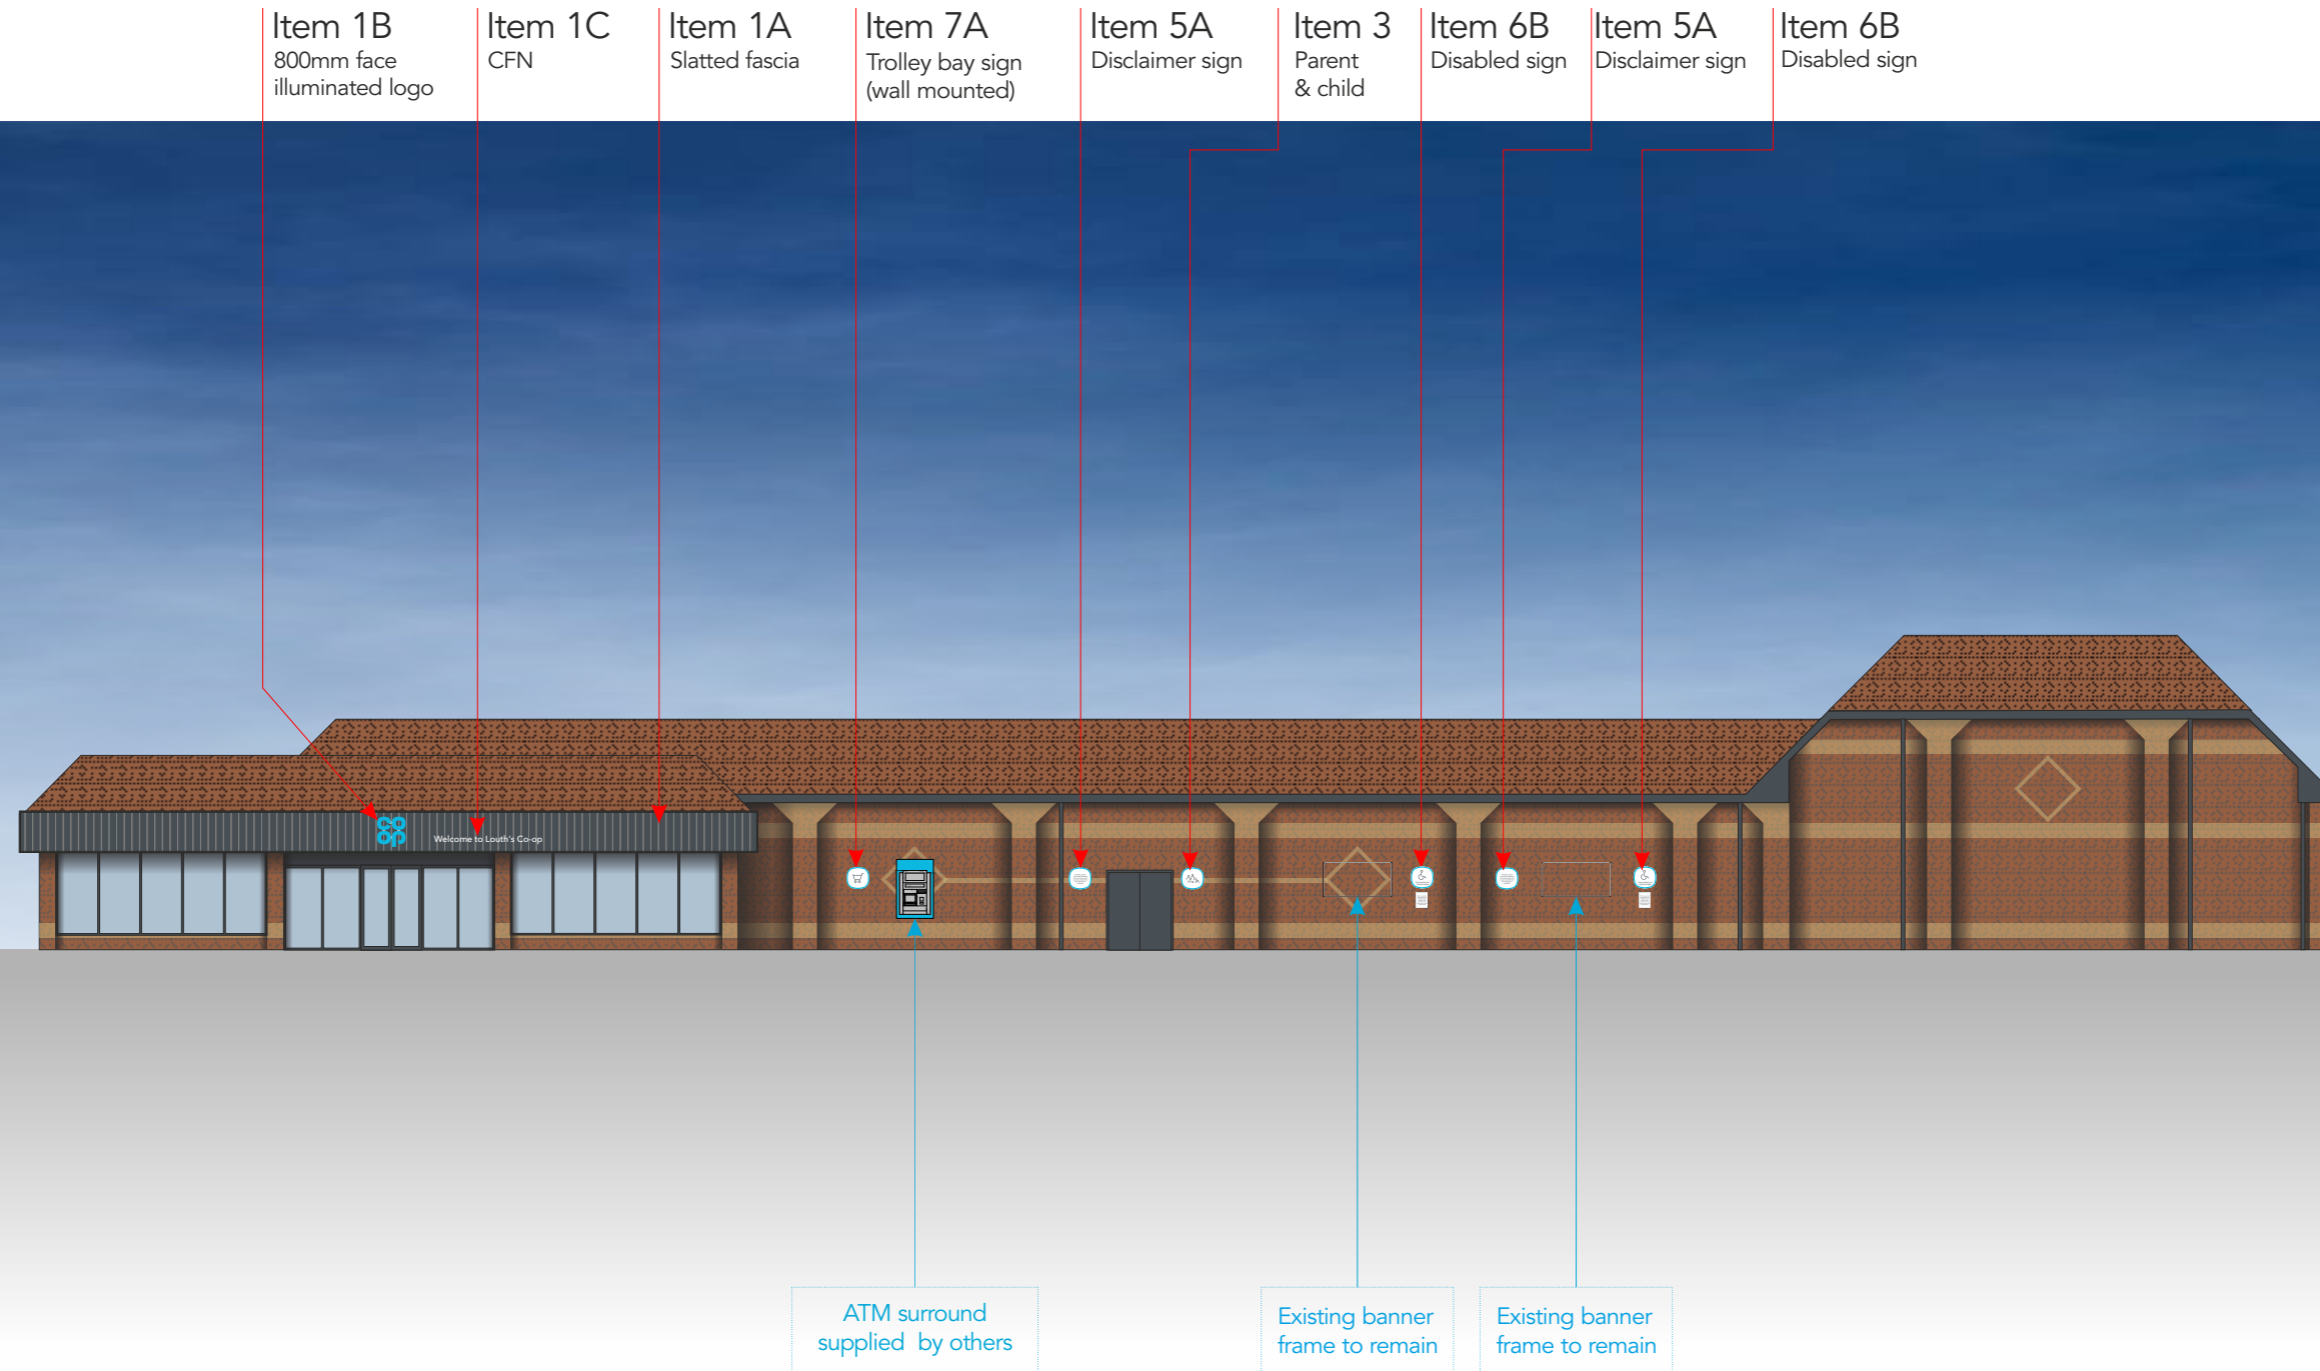 Item 1B
800mm face
illuminated logo
Item 1C
CFN
Item 1A
Slatted fascia
Item 7A
Trolley bay sign
(wall mounted)
Item 5A
Disclaimer sign
Item 3
Parent
& child
Item 6B
Disabled sign
Item 5A
Disclaimer sign
Item 6B
Disabled sign
co
op
Welcome to Louth's Co-op
ATM surround
supplied by others
Existing banner
frame to remain
Existing banner
frame to remain